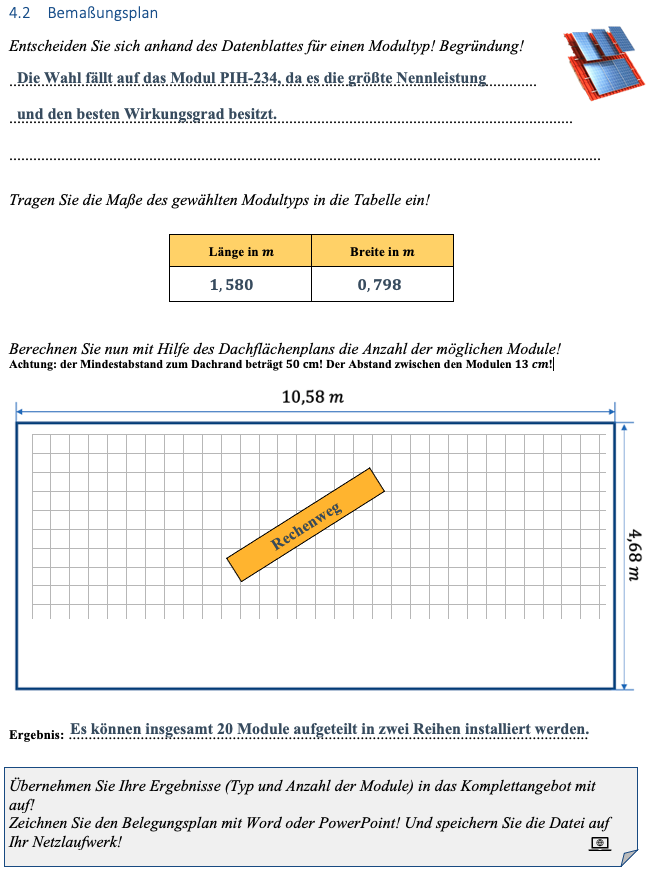 4.2 Bemaßungsplan
Entscheiden Sie sich anhand des Datenblattes für einen Modultyp! Begründung!
Die Wahl fällt auf das Modul PIH-234, da es die größte Nennleistung
und den besten Wirkungsgrad besitzt.
Tragen Sie die Maße des gewählten Modultyps in die Tabelle ein!
Länge in m Breite in m
1,580 0,798
Berechnen Sie nun mit Hilfe des Dachflächenplans die Anzahl der möglichen Module!
Achtung: der Mindestabstand zum Dachrand beträgt 50 cm! Der Abstand zwischen den Modulen 13 cm!
10,58 m
Rechenweg
4,68 m
Ergebnis: Es können insgesamt 20 Module aufgeteilt in zwei Reihen installiert werden.
Übernehmen Sie Ihre Ergebnisse (Typ und Anzahl der Module) in das Komplettangebot mit
auf!
Zeichnen Sie den Belegungsplan mit Word oder PowerPoint! Und speichern Sie die Datei auf
Ihr Netzlaufwerk!